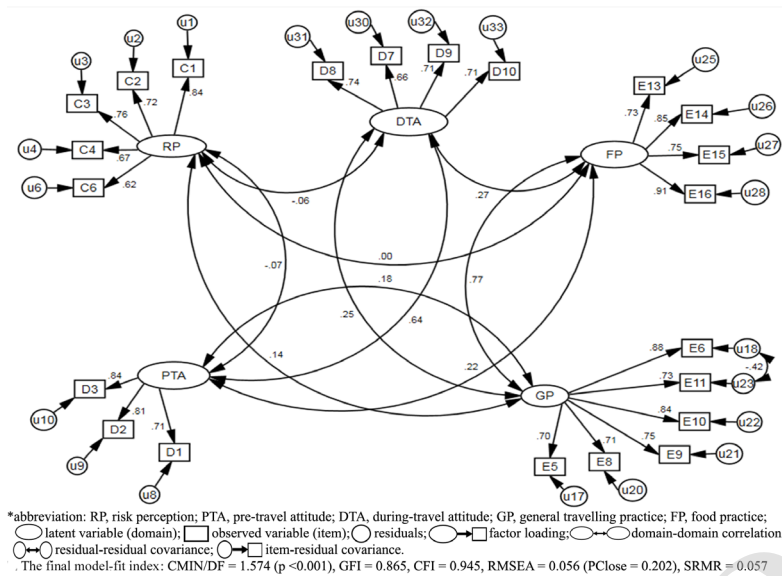 u1
u2
u3
u4
u6
C1
C2
C3
C4
C6
.84
.72
.76
.67
.62
RP
u30
u31
u32
u33
D7
D8
D9
D10
.74
.66
.71
.71
DTA
u25
u26
u27
u28
E13
E14
E15
E16
.73
.85
.75
.91
FP
-.06
.27
.00
-.07
.18
.77
.25
.64
.14
.22
PTA
D3
D2
D1
.84
.81
.71
u10
u9
u8
GP
.88
.73
.84
.75
.71
.70
E6
E11
E10
E9
E8
E5
u18
u23
u22
u21
u20
u17
-.42
*abbreviation: RP, risk perception; PTA, pre-travel attitude; DTA, during-travel attitude; GP, general travelling practice; FP, food practice;
latent variable (domain); observed variable (item); residuals; factor loading; domain-domain correlation
residual-residual covariance; item-residual covariance.
. The final model-fit index: CMIN/DF = 1.574 (p <0.001), GFI = 0.865, CFI = 0.945, RMSEA = 0.056 (PClose = 0.202), SRMR = 0.057